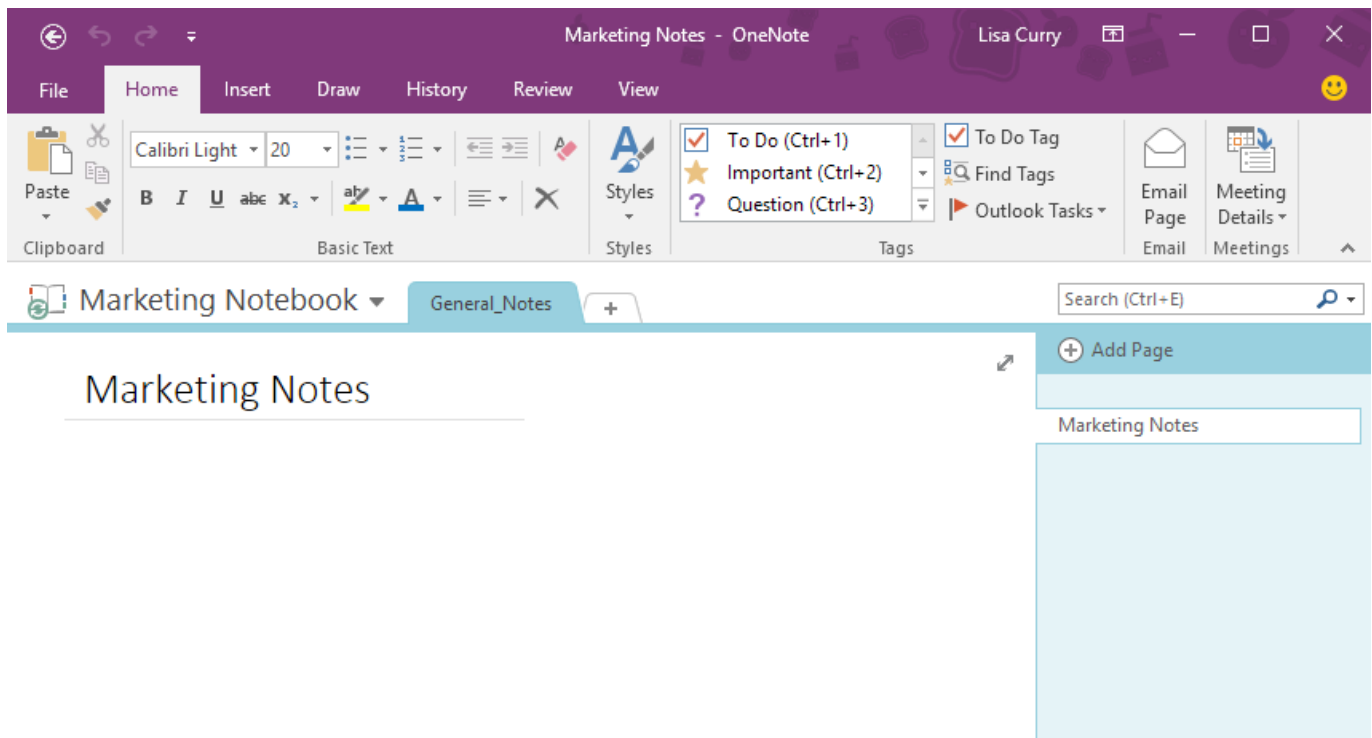 Marketing Notes - OneNote
Lisa Curry
File Home Insert Draw History Review View
Paste
Clipboard
Calibri Light 20
B I U abc x₂ aby A
Basic Text
Styles
Styles
To Do (Ctrl+1)
Important (Ctrl+2)
? Question (Ctrl+3)
To Do Tag
Find Tags
Outlook Tasks
Tags
Email
Page
Email
Meeting
Details
Meetings
Marketing Notebook General_Notes +
Search (Ctrl+E)
Add Page
Marketing Notes
Marketing Notes